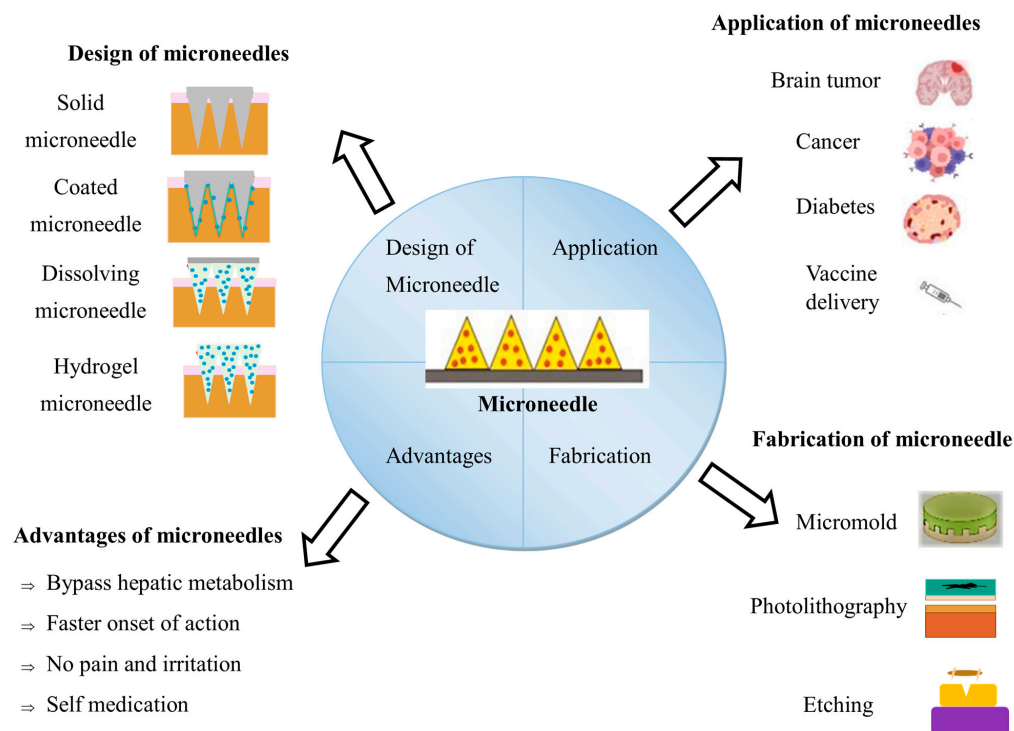 Design of microneedles
Solid
microneedle
Coated
microneedle
Dissolving
microneedle
Hydrogel
microneedle
Application of microneedles
Brain tumor
Cancer
Diabetes
Vaccine
delivery
Design of
Microneedle
Application
Microneedle
Advantages
Fabrication
Advantages of microneedles
⇒ Bypass hepatic metabolism
⇒ Faster onset of action
⇒ No pain and irritation
⇒ Self medication
Fabrication of microneedle
Micromold
Photolithography
Etching